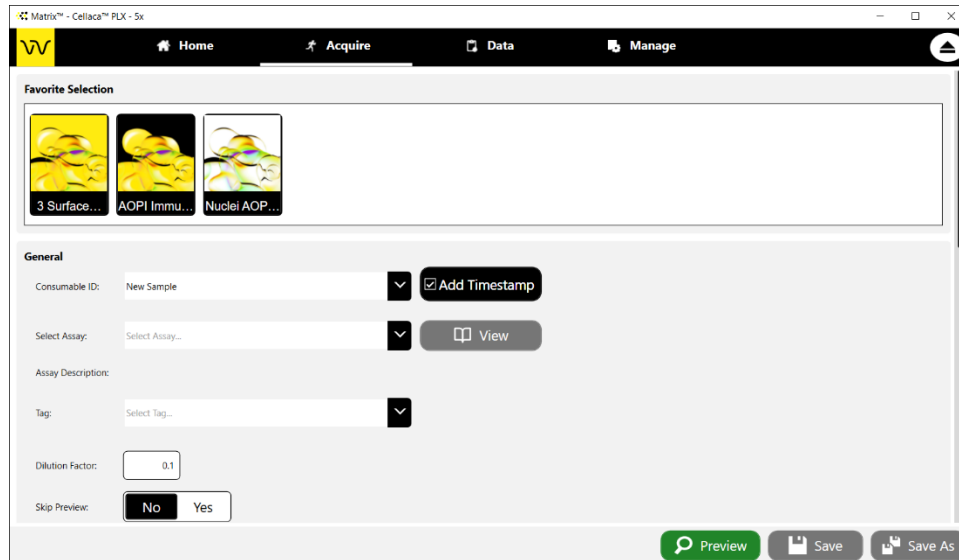 Matrix™ - Cellaca™ PLX - 5x
Home Acquire Data Manage
Favorite Selection
3 Surface... AOPI Immu... Nuclei AOP...
General
Consumable ID: New Sample Add Timestamp
Select Assay: Select Assay... View
Assay Description:
Tag: Select Tag...
Dilution Factor: 0.1
Skip Preview: No Yes
Preview Save Save As